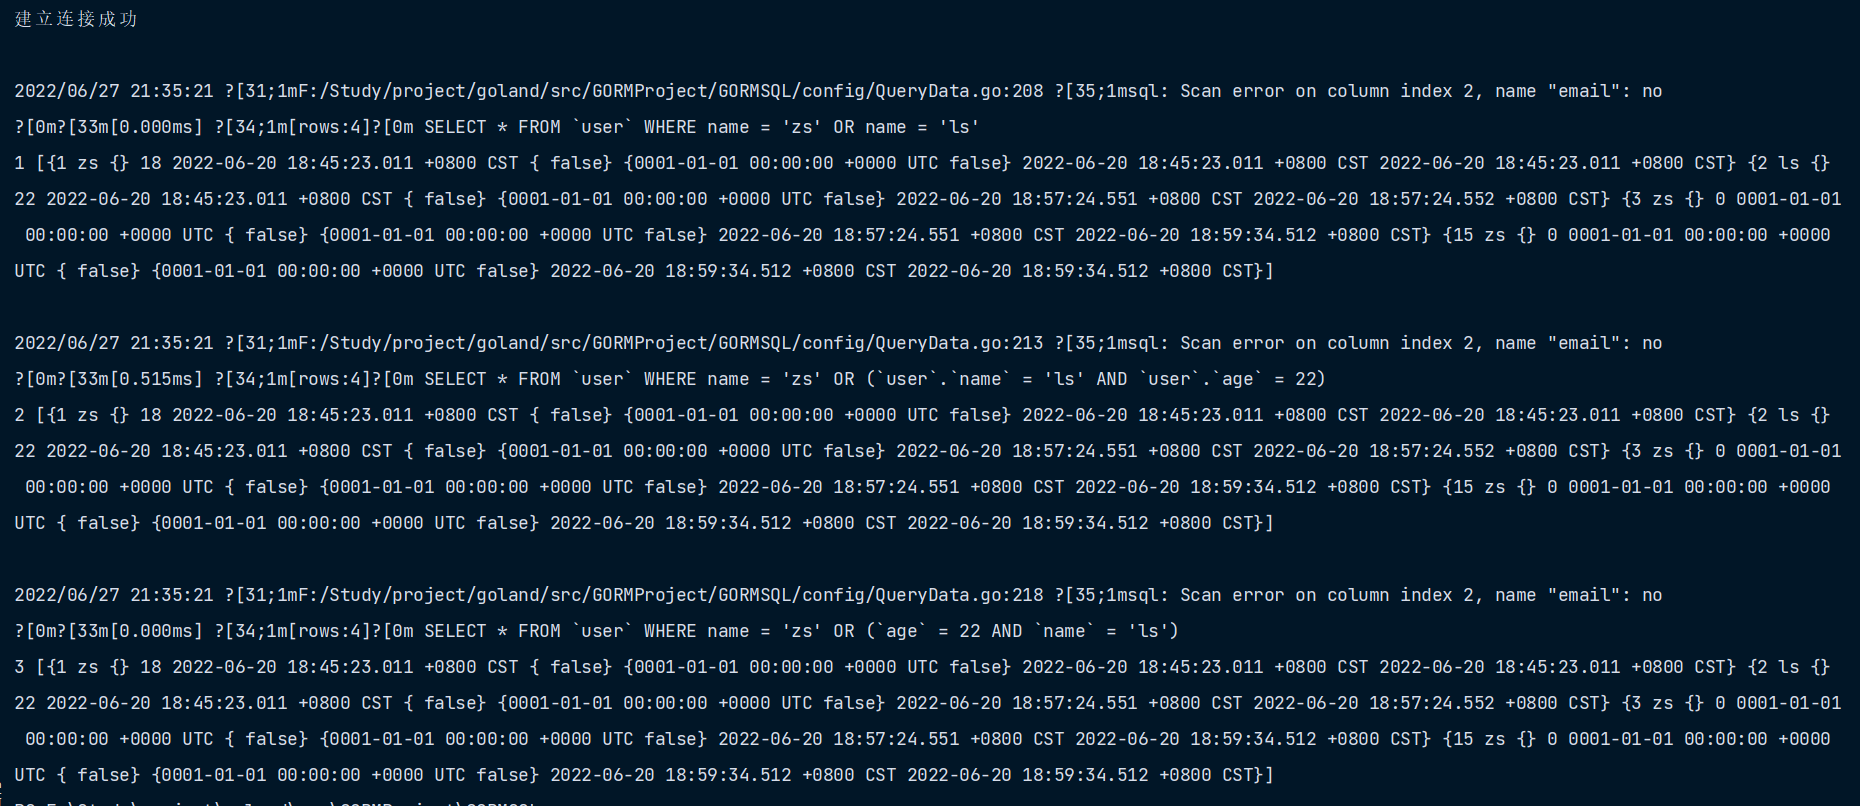 建立连接成功
2022/06/27 21:35:21 ?[31;1mF:/Study/project/goland/src/GORMProject/GORMSQL/config/QueryData.go:208 ?[35;1msql: Scan error on column index 2, name "email": no
?[0m?[33m[0.000ms] ?[34;1m[rows:4]?[0m SELECT * FROM `user` WHERE name = 'zs' OR name = 'ls'
1 [{1 zs {} 18 2022-06-20 18:45:23.011 +0800 CST { false} {0001-01-01 00:00:00 +0000 UTC false} 2022-06-20 18:45:23.011 +0800 CST 2022-06-20 18:45:23.011 +0800 CST} {2 ls {}
22 2022-06-20 18:45:23.011 +0800 CST { false} {0001-01-01 00:00:00 +0000 UTC false} 2022-06-20 18:57:24.551 +0800 CST 2022-06-20 18:57:24.552 +0800 CST} {3 zs {} 0 0001-01-01
00:00:00 +0000 UTC { false} {0001-01-01 00:00:00 +0000 UTC false} 2022-06-20 18:57:24.551 +0800 CST 2022-06-20 18:59:34.512 +0800 CST} {15 zs {} 0 0001-01-01 00:00:00 +0000
UTC { false} {0001-01-01 00:00:00 +0000 UTC false} 2022-06-20 18:59:34.512 +0800 CST 2022-06-20 18:59:34.512 +0800 CST}]
2022/06/27 21:35:21 ?[31;1mF:/Study/project/goland/src/GORMProject/GORMSQL/config/QueryData.go:213 ?[35;1msql: Scan error on column index 2, name "email": no
?[0m?[33m[0.515ms] ?[34;1m[rows:4]?[0m SELECT * FROM `user` WHERE name = 'zs' OR (`user`.`name` = 'ls' AND `user`.`age` = 22)
2 [{1 zs {} 18 2022-06-20 18:45:23.011 +0800 CST { false} {0001-01-01 00:00:00 +0000 UTC false} 2022-06-20 18:45:23.011 +0800 CST 2022-06-20 18:45:23.011 +0800 CST} {2 ls {}
22 2022-06-20 18:45:23.011 +0800 CST { false} {0001-01-01 00:00:00 +0000 UTC false} 2022-06-20 18:57:24.551 +0800 CST 2022-06-20 18:57:24.552 +0800 CST} {3 zs {} 0 0001-01-01
00:00:00 +0000 UTC { false} {0001-01-01 00:00:00 +0000 UTC false} 2022-06-20 18:57:24.551 +0800 CST 2022-06-20 18:59:34.512 +0800 CST} {15 zs {} 0 0001-01-01 00:00:00 +0000
UTC { false} {0001-01-01 00:00:00 +0000 UTC false} 2022-06-20 18:59:34.512 +0800 CST 2022-06-20 18:59:34.512 +0800 CST}]
2022/06/27 21:35:21 ?[31;1mF:/Study/project/goland/src/GORMProject/GORMSQL/config/QueryData.go:218 ?[35;1msql: Scan error on column index 2, name "email": no
?[0m?[33m[0.000ms] ?[34;1m[rows:4]?[0m SELECT * FROM `user` WHERE name = 'zs' OR (`age` = 22 AND `name` = 'ls')
3 [{1 zs {} 18 2022-06-20 18:45:23.011 +0800 CST { false} {0001-01-01 00:00:00 +0000 UTC false} 2022-06-20 18:45:23.011 +0800 CST 2022-06-20 18:45:23.011 +0800 CST} {2 ls {}
22 2022-06-20 18:45:23.011 +0800 CST { false} {0001-01-01 00:00:00 +0000 UTC false} 2022-06-20 18:57:24.551 +0800 CST 2022-06-20 18:57:24.552 +0800 CST} {3 zs {} 0 0001-01-01
00:00:00 +0000 UTC { false} {0001-01-01 00:00:00 +0000 UTC false} 2022-06-20 18:57:24.551 +0800 CST 2022-06-20 18:59:34.512 +0800 CST} {15 zs {} 0 0001-01-01 00:00:00 +0000
UTC { false} {0001-01-01 00:00:00 +0000 UTC false} 2022-06-20 18:59:34.512 +0800 CST 2022-06-20 18:59:34.512 +0800 CST}]